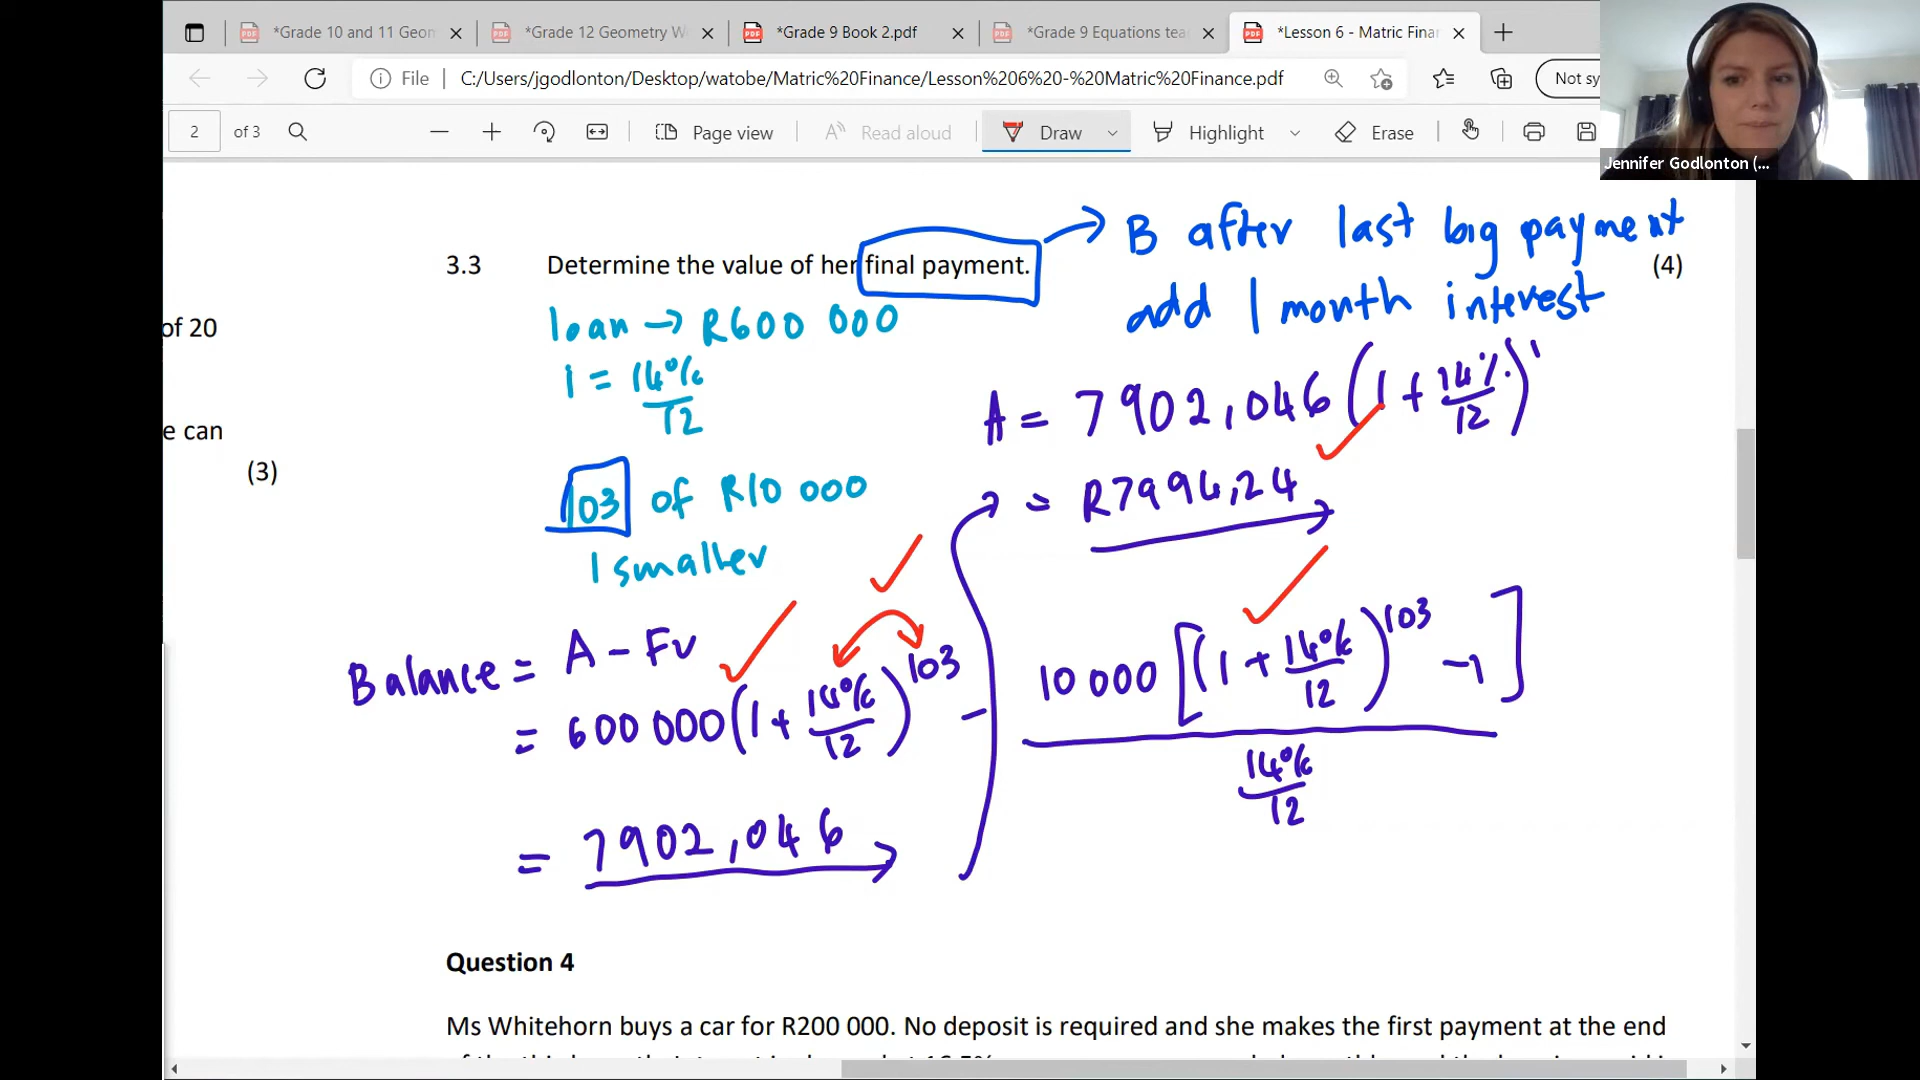 *Grade 10 and 11 Geom
*Grade 12 Geometry W
*Grade 9 Book 2.pdf
*Grade 9 Equations tea
*Lesson 6 - Matric Finan
File
C:/Users/jgodlonton/Desktop/watobe/Matric%20Finance/Lesson%206%20-%20Matric%20Finance.pdf
Not sy
2 of 3
Page view
Read aloud
Draw
Highlight
Erase
Jennifer Godlonton (...
B after last big payment
3.3 Determine the value of her final payment. (4)
add 1 month interest
of 20
loan → R600 000
i = 14%/12
A = 7902,046(1 + 14%/12)^1
e can
(3)
= R7994,24
103 of R10 000
1 smaller
Balance = A - Fv
= 600 000(1 + 14%/12)^103 - 10 000[(1 + 14%/12)^103 - 1] / 14%/12
= 7902,046
Question 4
Ms Whitehorn buys a car for R200 000. No deposit is required and she makes the first payment at the end